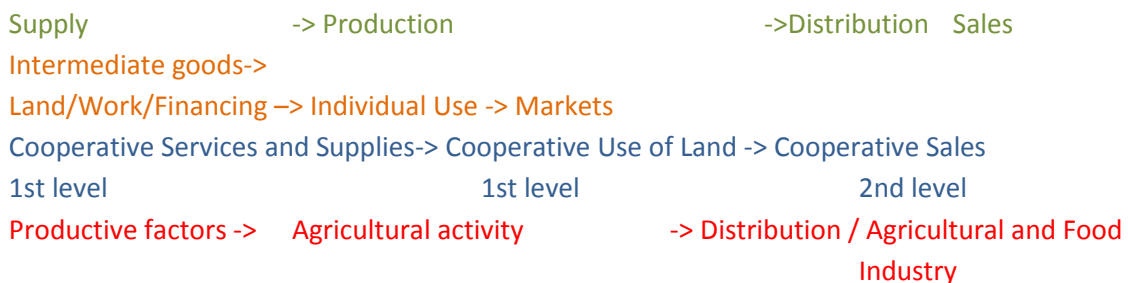 Supply -> Production ->Distribution Sales
Intermediate goods->
Land/Work/Financing –> Individual Use -> Markets
Cooperative Services and Supplies-> Cooperative Use of Land -> Cooperative Sales
1st level 1st level 2nd level
Productive factors -> Agricultural activity -> Distribution / Agricultural and Food
Industry